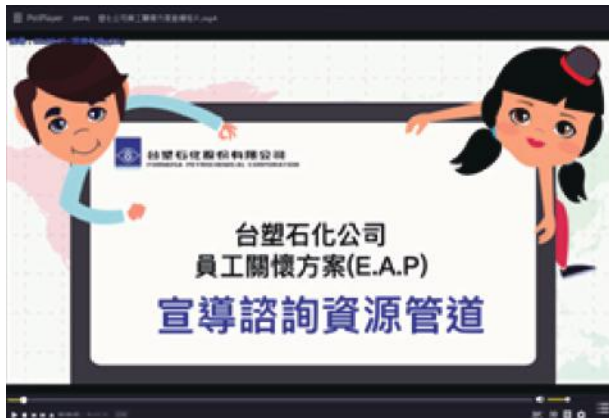 PotPlayer
台塑石化股份有限公司
FORMOSA PETROCHEMICAL CORPORATION
台塑石化公司
員工關懷方案(E.A.P)
宣導諮詢資源管道